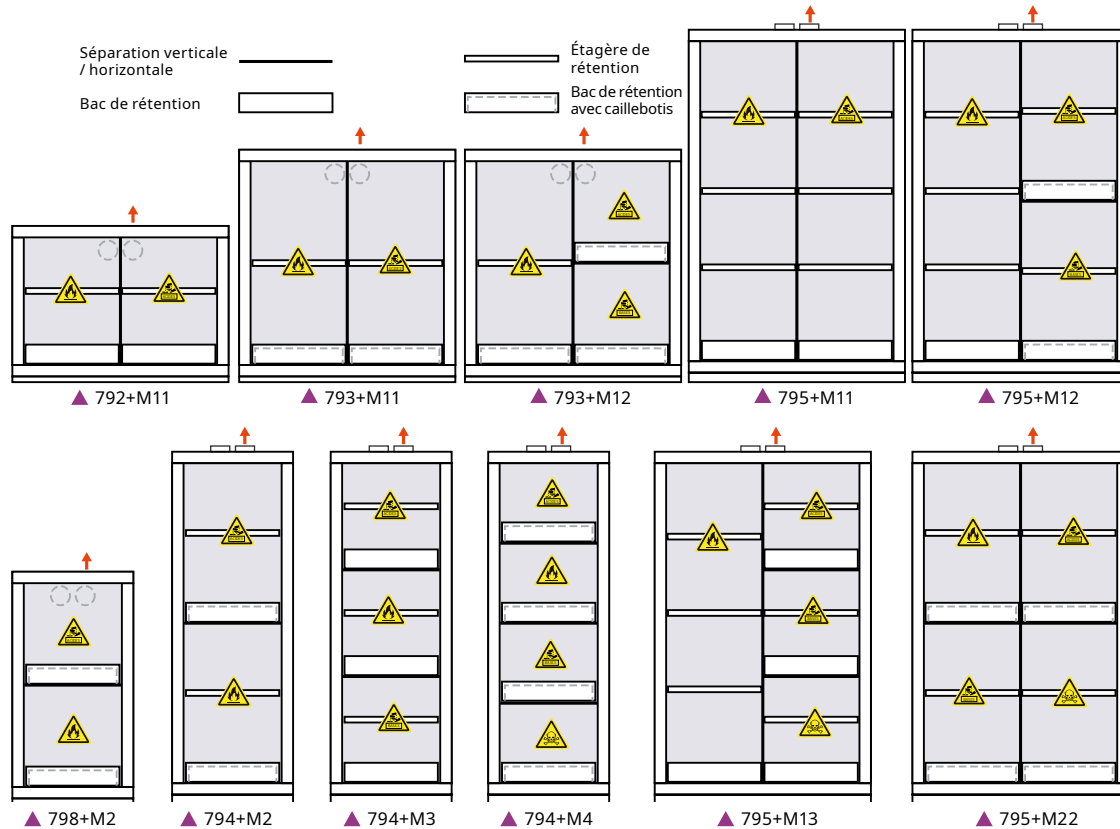 Séparation verticale
/ horizontale
Étagère de
rétention
Bac de rétention
Bac de rétention
avec caillebotis
792+M11
793+M11
793+M12
795+M11
795+M12
798+M2
794+M2
794+M3
794+M4
795+M13
795+M22